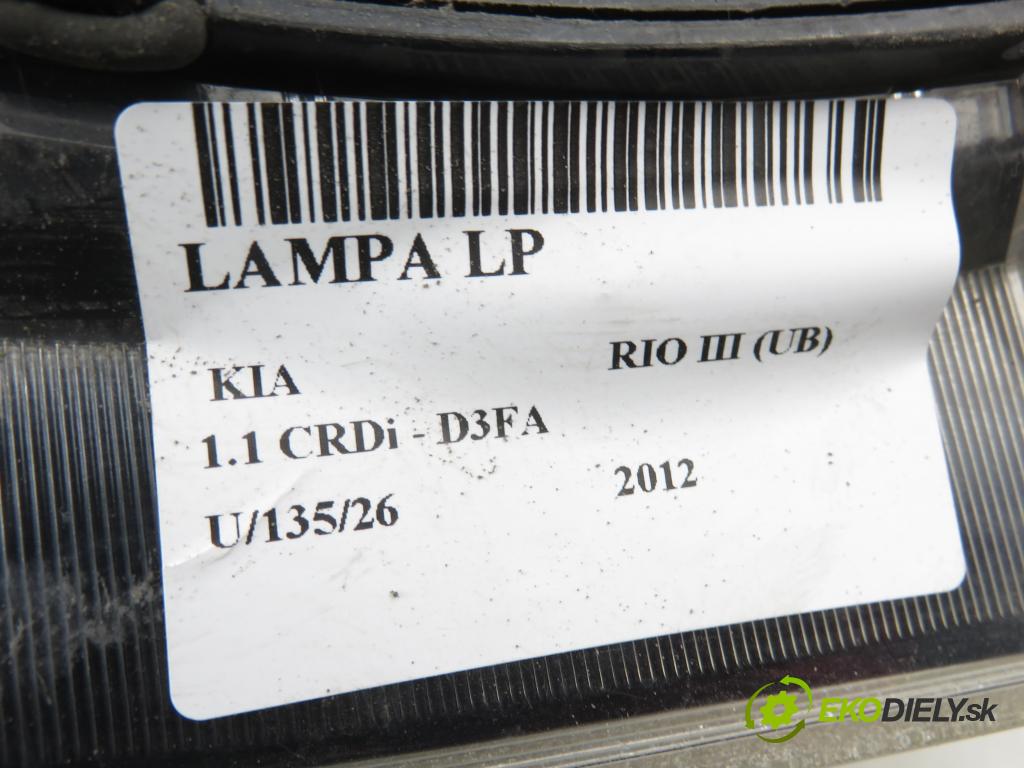 LAMPA LP
KIA RIO III (UB)
1.1 CRDi - D3FA
U/135/26 2012
EKODIELY.sk